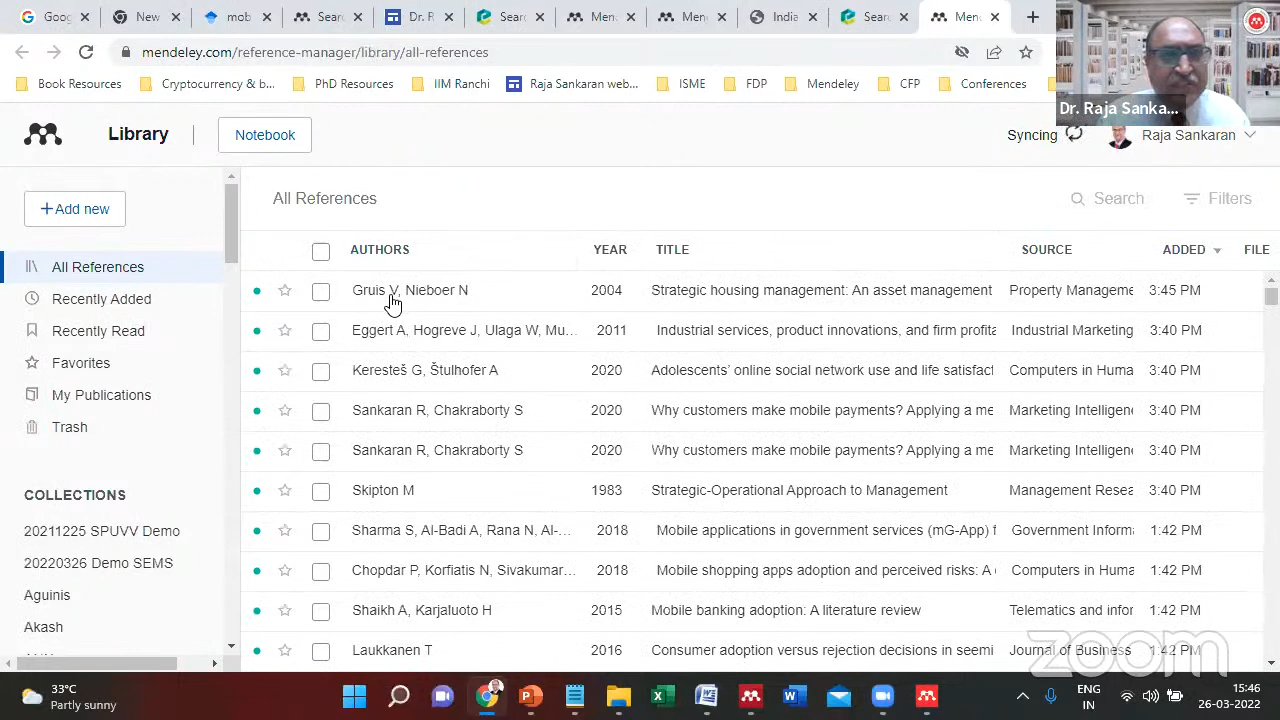 Goo
New
mob
Searc
Dr. R
Sear
Men
Men
India
Searc
Menc
mendeley.com/reference-manager/library/all-references
Book Resources
Cryptocurrency & b...
PhD Resources
IIM Ranchi
Raja Sankaran web...
ISME
FDP
Mendeley
CFP
Conferences
Dr. Raja Sanka...
Library
Notebook
Syncing
Raja Sankaran
+Add new
All References
Recently Added
Recently Read
Favorites
My Publications
Trash
COLLECTIONS
20211225 SPUVV Demo
20220326 Demo SEMS
Aguinis
Akash
All References
Search
Filters
AUTHORS YEAR TITLE SOURCE ADDED FILE
Gruis V, Nieboer N 2004 Strategic housing management: An asset management Property Manageme 3:45 PM
Eggert A, Hogreve J, Ulaga W, Mu... 2011 Industrial services, product innovations, and firm profita Industrial Marketing 3:40 PM
Keresteš G, Štulhofer A 2020 Adolescents' online social network use and life satisfact Computers in Huma 3:40 PM
Sankaran R, Chakraborty S 2020 Why customers make mobile payments? Applying a me Marketing Intelligen 3:40 PM
Sankaran R, Chakraborty S 2020 Why customers make mobile payments? Applying a me Marketing Intelligen 3:40 PM
Skipton M 1983 Strategic-Operational Approach to Management Management Resea 3:40 PM
Sharma S, Al-Badi A, Rana N, Al-... 2018 Mobile applications in government services (mG-App) f Government Inform 1:42 PM
Chopdar P, Korfiatis N, Sivakumar... 2018 Mobile shopping apps adoption and perceived risks: A Computers in Huma 1:42 PM
Shaikh A, Karjaluoto H 2015 Mobile banking adoption: A literature review Telematics and infor 1:42 PM
Laukkanen T 2016 Consumer adoption versus rejection decisions in seemi Journal of Business 1:42 PM
zoom
33°C
Partly sunny
ENG
IN
15:46
26-03-2022